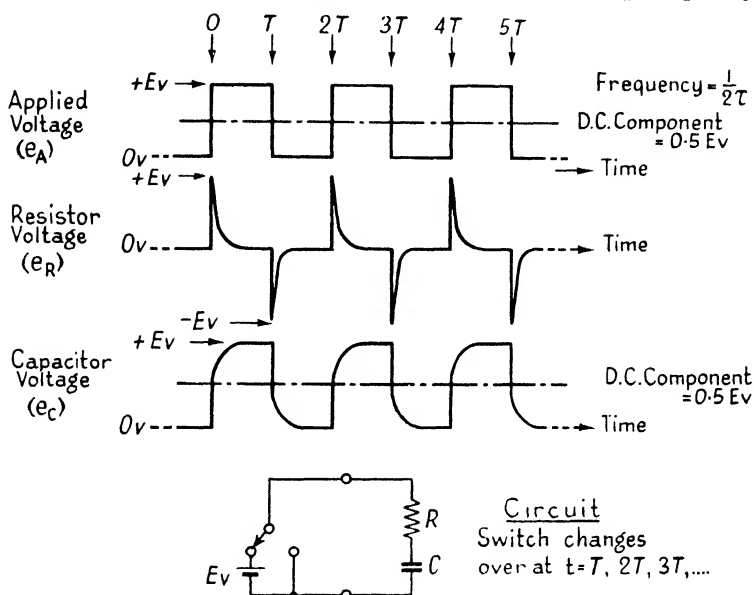 0 T 2T 3T 4T 5T
+Ev
Applied
Voltage
(eA)
0v
Frequency = 1/2τ
D.C. Component
= 0·5 Ev
Time
+Ev
Resistor
Voltage
(eR)
0v
Time
-Ev
+Ev
Capacitor
Voltage
(eC)
0v
D.C. Component
= 0·5 Ev
Time
Ev
R
C
Circuit
Switch changes
over at t=T, 2T, 3T,....